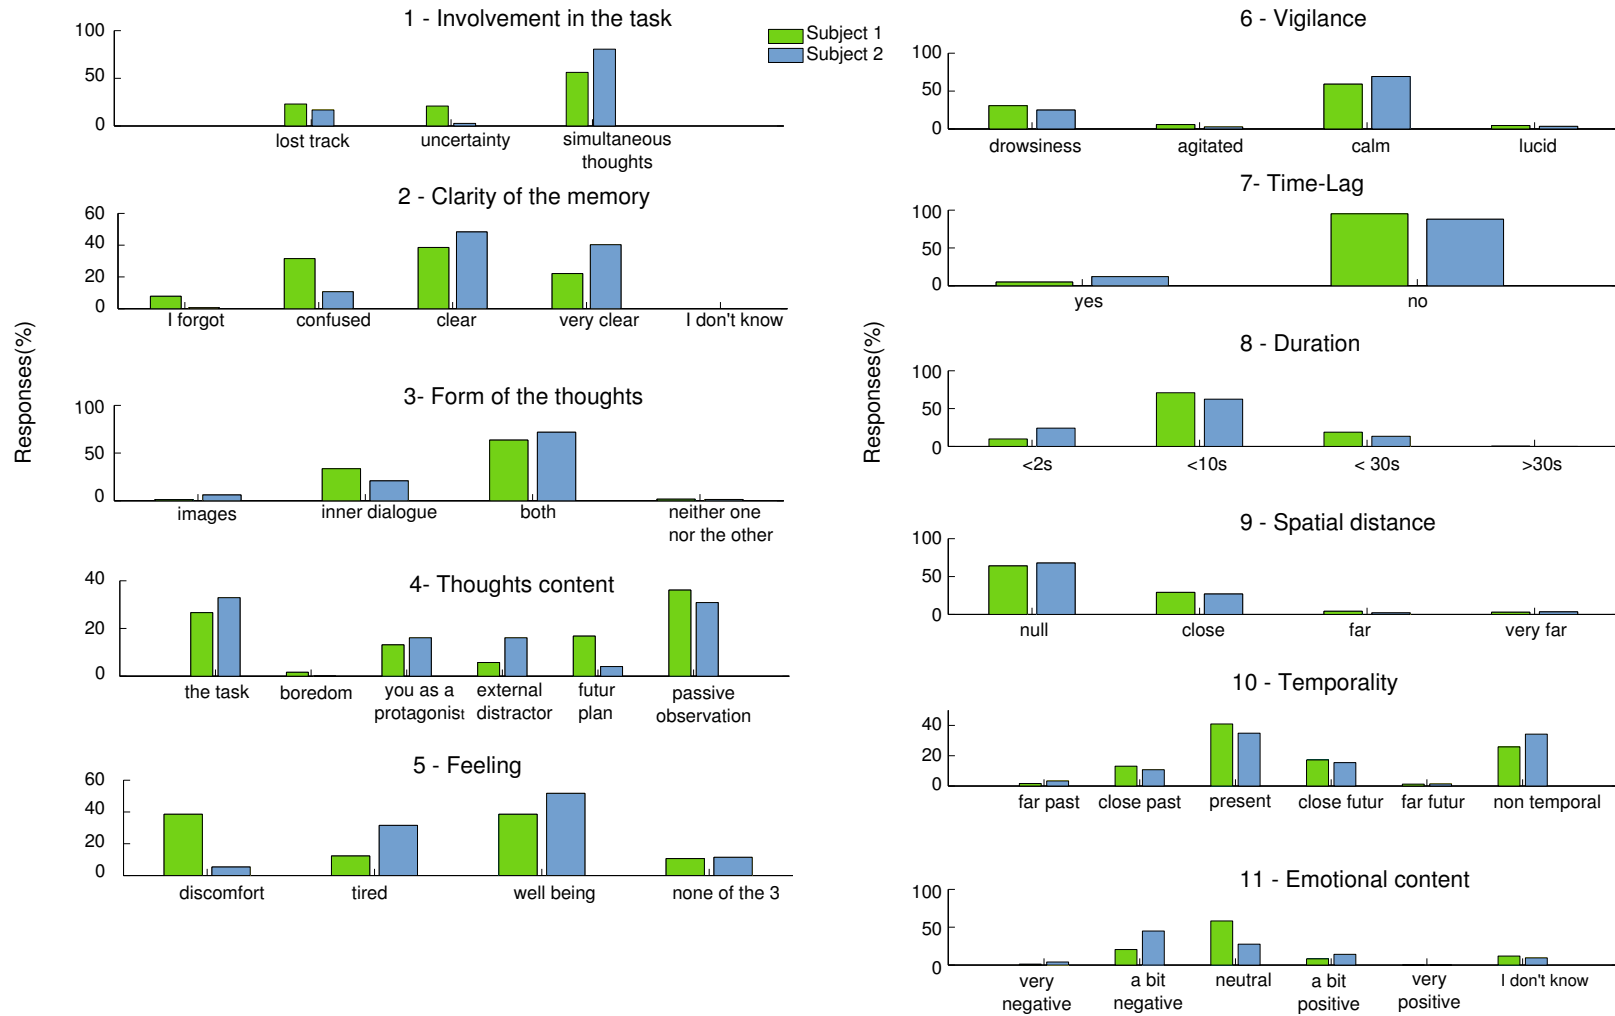 1 - Involvement in the task
100
50
0
lost track
uncertainty
simultaneous
thoughts
Subject 1
Subject 2
2 - Clarity of the memory
60
40
20
0
I forgot
confused
clear
very clear
I don't know
Responses(%)
3- Form of the thoughts
100
50
0
images
inner dialogue
both
neither one
nor the other
4- Thoughts content
40
20
0
the task
boredom
you as a
protagonist
external
distractor
futur
plan
passive
observation
5 - Feeling
60
40
20
0
discomfort
tired
well being
none of the 3
6 - Vigilance
100
50
0
drowsiness
agitated
calm
lucid
7- Time-Lag
100
50
0
yes
no
Responses(%)
8 - Duration
100
50
0
<2s
<10s
< 30s
>30s
9 - Spatial distance
100
50
0
null
close
far
very far
10 - Temporality
40
20
0
far past
close past
present
close futur
far futur
non temporal
11 - Emotional content
100
50
0
very
negative
a bit
negative
neutral
a bit
positive
very
positive
I don't know